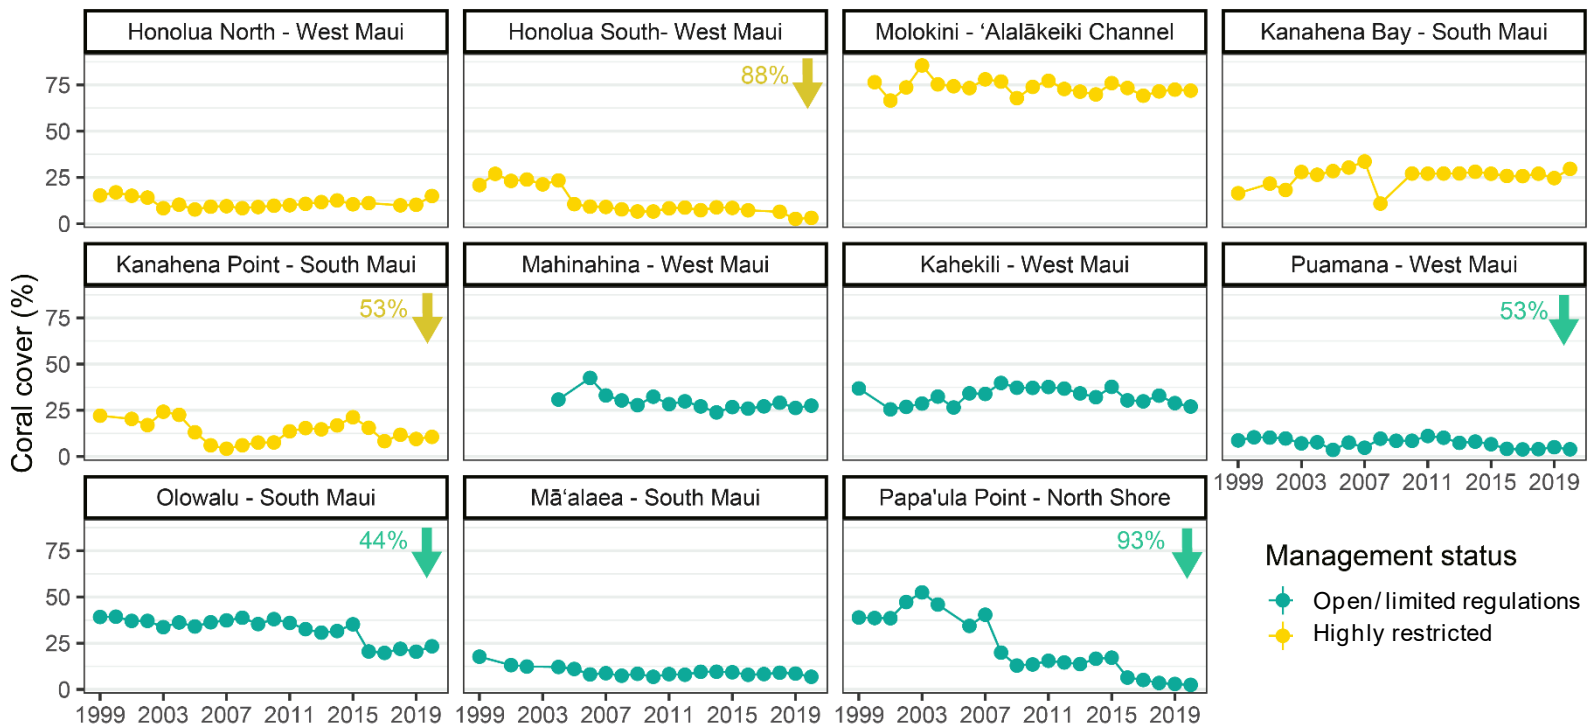 Honolua North - West Maui
Honolua South- West Maui
Molokini - ʻAlalākeiki Channel
Kanahena Bay - South Maui
75
50
25
0
88%
Kanahena Point - South Maui
Mahinahina - West Maui
Kahekili - West Maui
Puamana - West Maui
Coral cover (%)
75
50
25
0
53%
53%
1999 2003 2007 2011 2015 2019
Olowalu - South Maui
Māʻalaea - South Maui
Papa'ula Point - North Shore
75
50
25
0
44%
93%
1999 2003 2007 2011 2015 2019
1999 2003 2007 2011 2015 2019
1999 2003 2007 2011 2015 2019
Management status
Open/limited regulations
Highly restricted